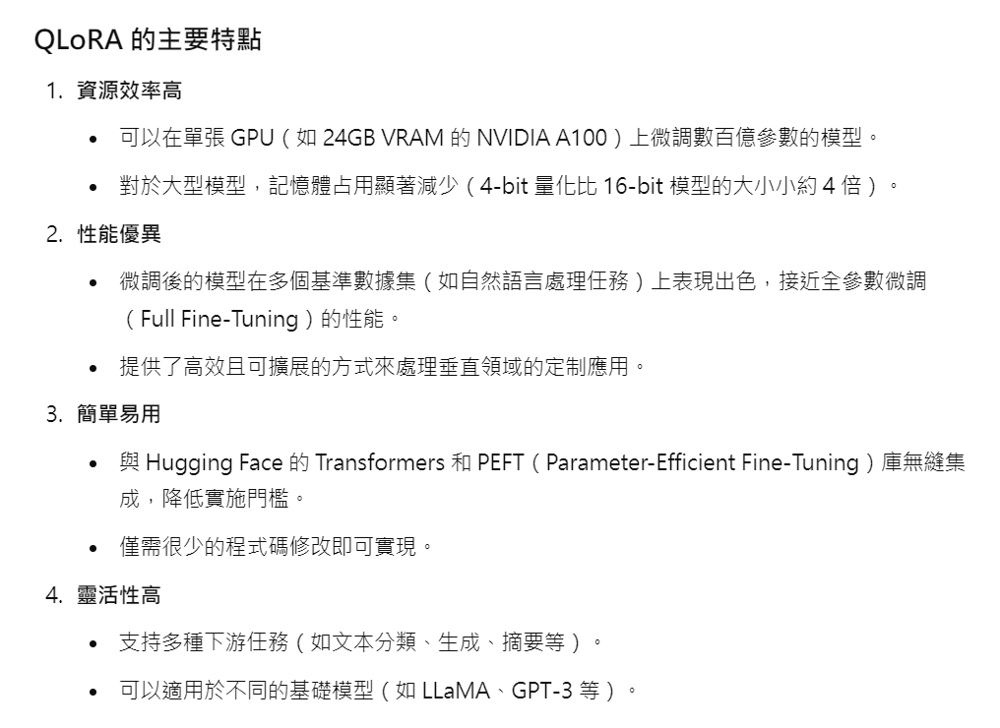 QLoRA 的主要特點
1. 資源效率高
• 可以在單張 GPU（如 24GB VRAM 的 NVIDIA A100）上微調數百億參數的模型。
• 對於大型模型，記憶體占用顯著減少（4-bit 量化比 16-bit 模型的大小小約 4 倍）。
2. 性能優異
• 微調後的模型在多個基準數據集（如自然語言處理任務）上表現出色，接近全參數微調
（Full Fine-Tuning）的性能。
• 提供了高效且可擴展的方式來處理垂直領域的定制應用。
3. 簡單易用
• 與 Hugging Face 的 Transformers 和 PEFT（Parameter-Efficient Fine-Tuning）庫無縫集
成，降低實施門檻。
• 僅需很少的程式碼修改即可實現。
4. 靈活性高
• 支持多種下游任務（如文本分類、生成、摘要等）。
• 可以適用於不同的基礎模型（如 LLaMA、GPT-3 等）。